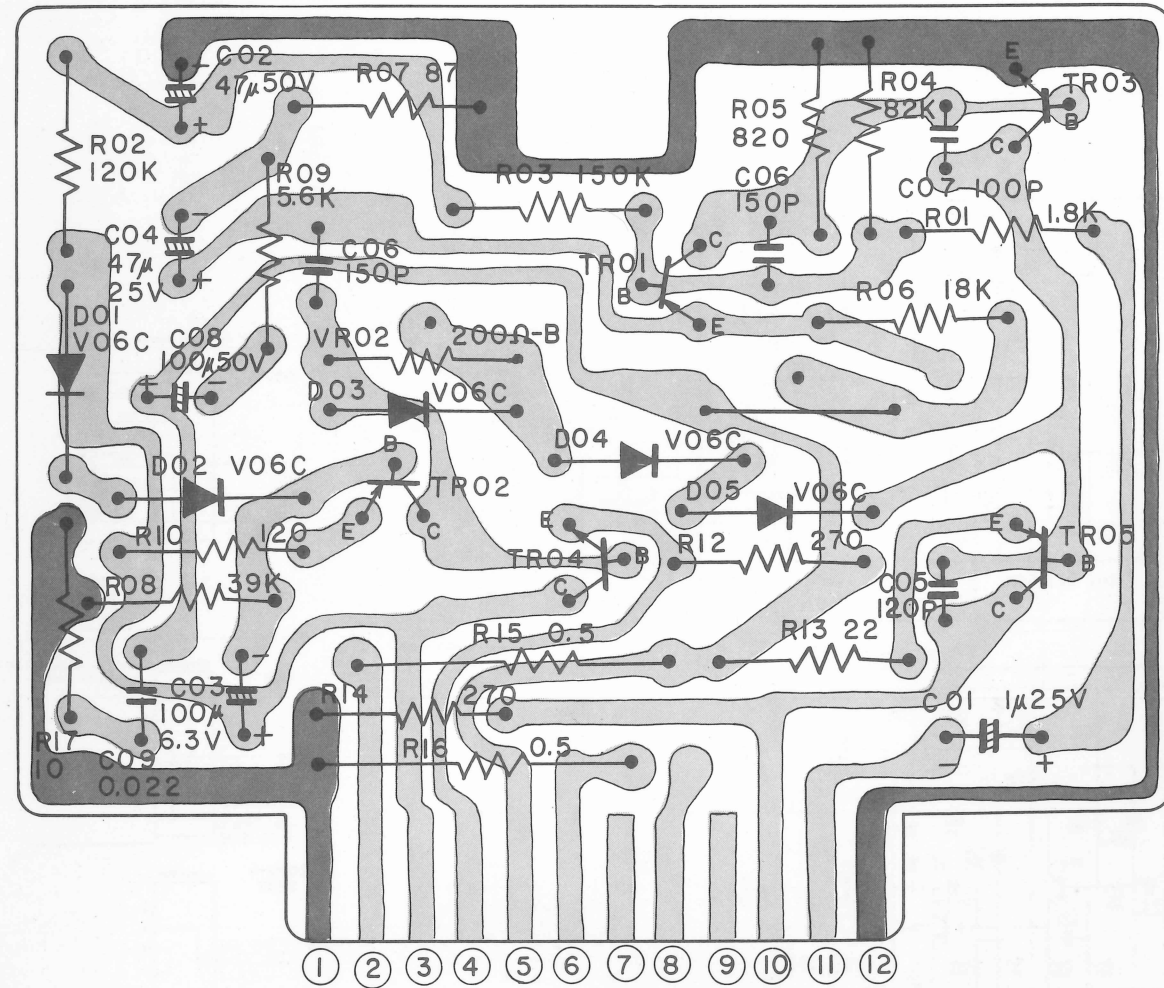 C02
47μ50V
-
+
R07 87
R02
120K
R09
5.6K
R03 150K
R05
820
R04
82K
E
TR03
B
C
C06
150P
C07 100P
R01 1.8K
C04
47μ
25V
-
+
C06
150P
TR01
C
B
E
R06 18K
D01
V06C
C08
100μ50V
+ -
VR02 200Ω-B
D03 V06C
D04 V06C
D05 V06C
D02 V06C
B
TR02
E
C
R10 120
R08 39K
E
TR04
B
C
R12 270
E
TR05
B
C
C05
120P
R15 0.5
R13 22
C03
100μ
6.3V
-
+
R14 270
R16 0.5
C01 1μ25V
- +
R17
10
C09
0.022
1 2 3 4 5 6 7 8 9 10 11 12